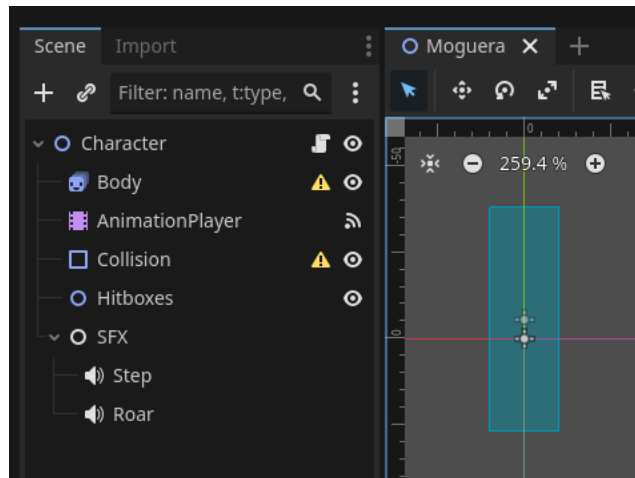 Scene Import
Moguera
Filter: name, t:type,
Character
Body
AnimationPlayer
Collision
Hitboxes
SFX
Step
Roar
0
-50
259.4 %
0